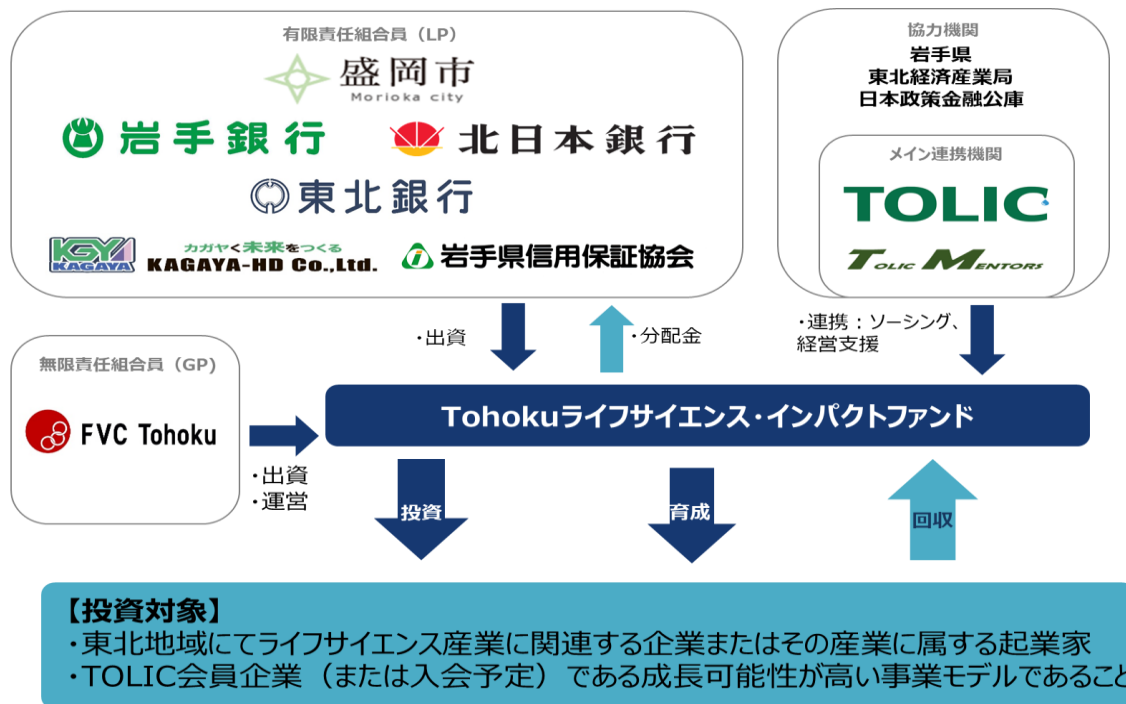 有限責任組合員（LP）
盛岡市
Morioka city
岩手銀行
北日本銀行
東北銀行
KGYA
KAGAYA
カガヤく未来をつくる
KAGAYA-HD Co.,Ltd.
岩手県信用保証協会
協力機関
岩手県
東北経済産業局
日本政策金融公庫
メイン連携機関
TOLIC
TOLIC MENTORS
・出資
・分配金
・連携：ソーシング、
経営支援
無限責任組合員（GP)
FVC Tohoku
・出資
・運営
Tohokuライフサイエンス・インパクトファンド
投資
育成
回収
【投資対象】
・東北地域にてライフサイエンス産業に関連する企業またはその産業に属する起業家
・TOLIC会員企業（または入会予定）である成長可能性が高い事業モデルであること